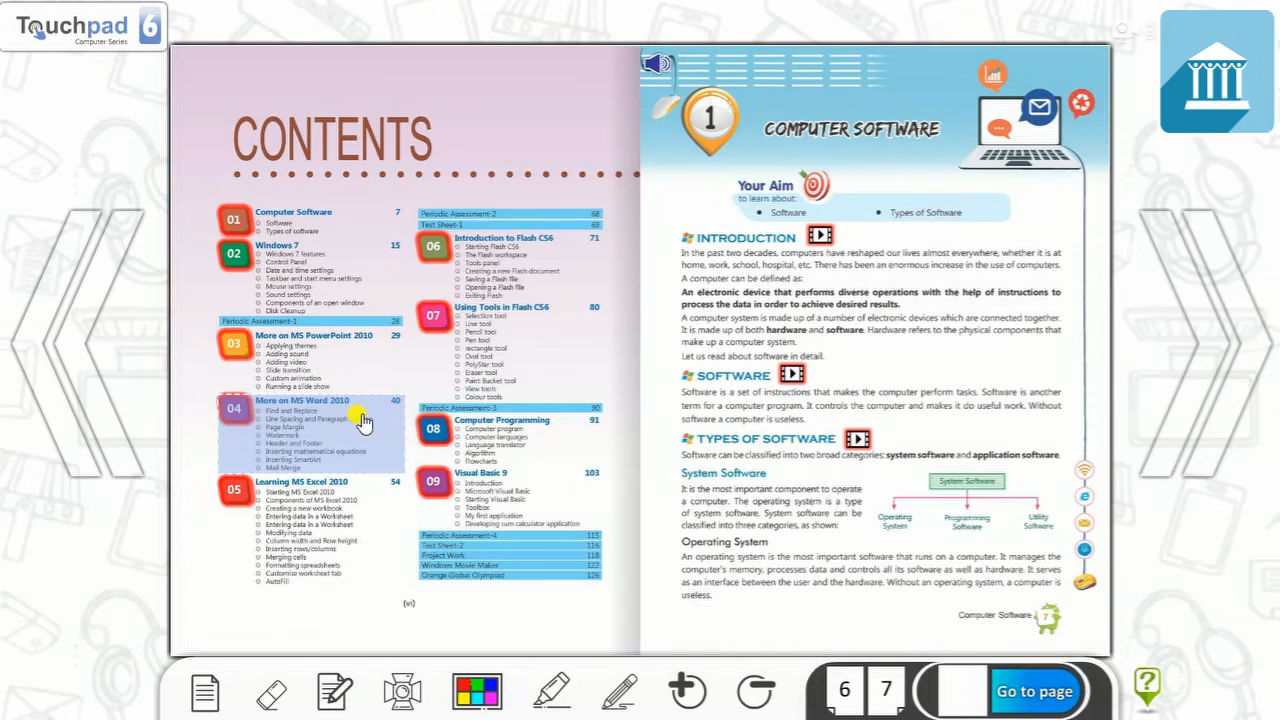 Touchpad 6
Computer Series
CONTENTS
01 Computer Software 7
Software
Types of software
02 Windows 7 15
Windows 7 features
Control Panel
Date and time settings
Taskbar and start menu settings
Mouse settings
Sound settings
Components of an open window
Disk Cleanup
Periodic Assessment-1 28
03 More on MS PowerPoint 2010 29
Applying themes
Adding sound
Adding video
Slide transition
Custom animation
Running a slide show
04 More on MS Word 2010 40
Find and Replace
Line Spacing and Paragraph
Page Margin
Watermark
Header and Footer
Inserting mathematical equations
Inserting SmartArt
Mail Merge
05 Learning MS Excel 2010 54
Starting MS Excel 2010
Components of MS Excel 2010
Creating a new workbook
Entering data in a Worksheet
Entering data in a Worksheet
Modifying data
Column width and Row height
Inserting rows/columns
Merging cells
Formatting spreadsheets
Customise worksheet tab
AutoFill
Periodic Assessment-2 68
Test Sheet-1 69
06 Introduction to Flash CS6 71
Starting Flash CS6
The Flash workspace
Tools panel
Creating a new Flash document
Saving a Flash file
Opening a Flash file
Exiting Flash
07 Using Tools in Flash CS6 80
Selection tool
Line tool
Pencil tool
Pen tool
rectangle tool
Oval tool
PolyStar tool
Eraser tool
Paint Bucket tool
View tools
Colour tools
Periodic Assessment-3 90
08 Computer Programming 91
Computer program
Computer languages
Language translator
Algorithm
Flowcharts
09 Visual Basic 9 103
Introduction
Microsoft Visual Basic
Starting Visual Basic
Toolbox
My first application
Developing sum calculator application
Periodic Assessment-4 115
Test Sheet-2 116
Project Work 118
Windows Movie Maker 122
Orange Global Olympiad 126
(vi)
1
COMPUTER SOFTWARE
Your Aim
to learn about:
Software
Types of Software
INTRODUCTION
In the past two decades, computers have reshaped our lives almost everywhere, whether it is at
home, work, school, hospital, etc. There has been an enormous increase in the use of computers.
A computer can be defined as:
An electronic device that performs diverse operations with the help of instructions to
process the data in order to achieve desired results.
A computer system is made up of a number of electronic devices which are connected together.
It is made up of both hardware and software. Hardware refers to the physical components that
make up a computer system.
Let us read about software in detail.
SOFTWARE
Software is a set of instructions that makes the computer perform tasks. Software is another
term for a computer program. It controls the computer and makes it do useful work. Without
software a computer is useless.
TYPES OF SOFTWARE
Software can be classified into two broad categories: system software and application software.
System Software
It is the most important component to operate
a computer. The operating system is a type
of system software. System software can be
classified into three categories, as shown:
System Software
Operating System
Programming Software
Utility Software
Operating System
An operating system is the most important software that runs on a computer. It manages the
computer's memory, processes data and controls all its software as well as hardware. It serves
as an interface between the user and the hardware. Without an operating system, a computer is
useless.
Computer Software 7
6 7 Go to page
?